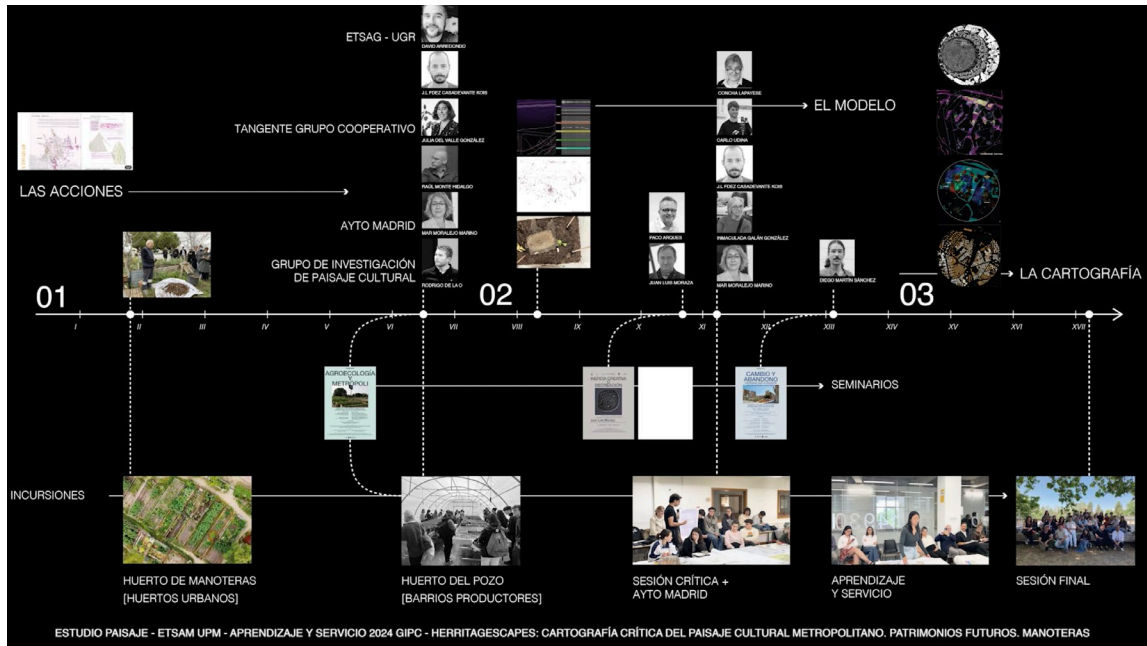 ETSAG - UGR
DAVID ARREDONDO
J.L FDEZ CASADEVANTE KOIS
TANGENTE GRUPO COOPERATIVO
JULIA DEL VALLE GONZÁLEZ
RAÚL MONTE HIDALGO
AYTO MADRID
MAR MORALEJO MARINO
GRUPO DE INVESTIGACIÓN
DE PAISAJE CULTURAL
RODRIGO DE LA O
LAS ACCIONES
EL MODELO
CONCHA LAPAYESE
CARLO UDINA
J.L FDEZ CASADEVANTE KOIS
INMACULADA GALÁN GONZÁLEZ
MAR MORALEJO MARINO
PACO ARQUES
JUAN LUIS MORAZA
DIEGO MARTÍN SÁNCHEZ
LA CARTOGRAFÍA
01
02
03
I II III IV V VI VII VIII IX X XI XII XIII XIV XV XVI XVII
AGROECOLOGÍA
Y
METRÓPOLI
CAMBIO Y
ABANDONO
SEMINARIOS
INCURSIONES
HUERTO DE MANOTERAS
[HUERTOS URBANOS]
HUERTO DEL POZO
[BARRIOS PRODUCTORES]
SESIÓN CRÍTICA +
AYTO MADRID
APRENDIZAJE
Y SERVICIO
SESIÓN FINAL
ESTUDIO PAISAJE - ETSAM UPM - APRENDIZAJE Y SERVICIO 2024 GIPC - HERRITAGESCAPES: CARTOGRAFÍA CRÍTICA DEL PAISAJE CULTURAL METROPOLITANO. PATRIMONIOS FUTUROS. MANOTERAS